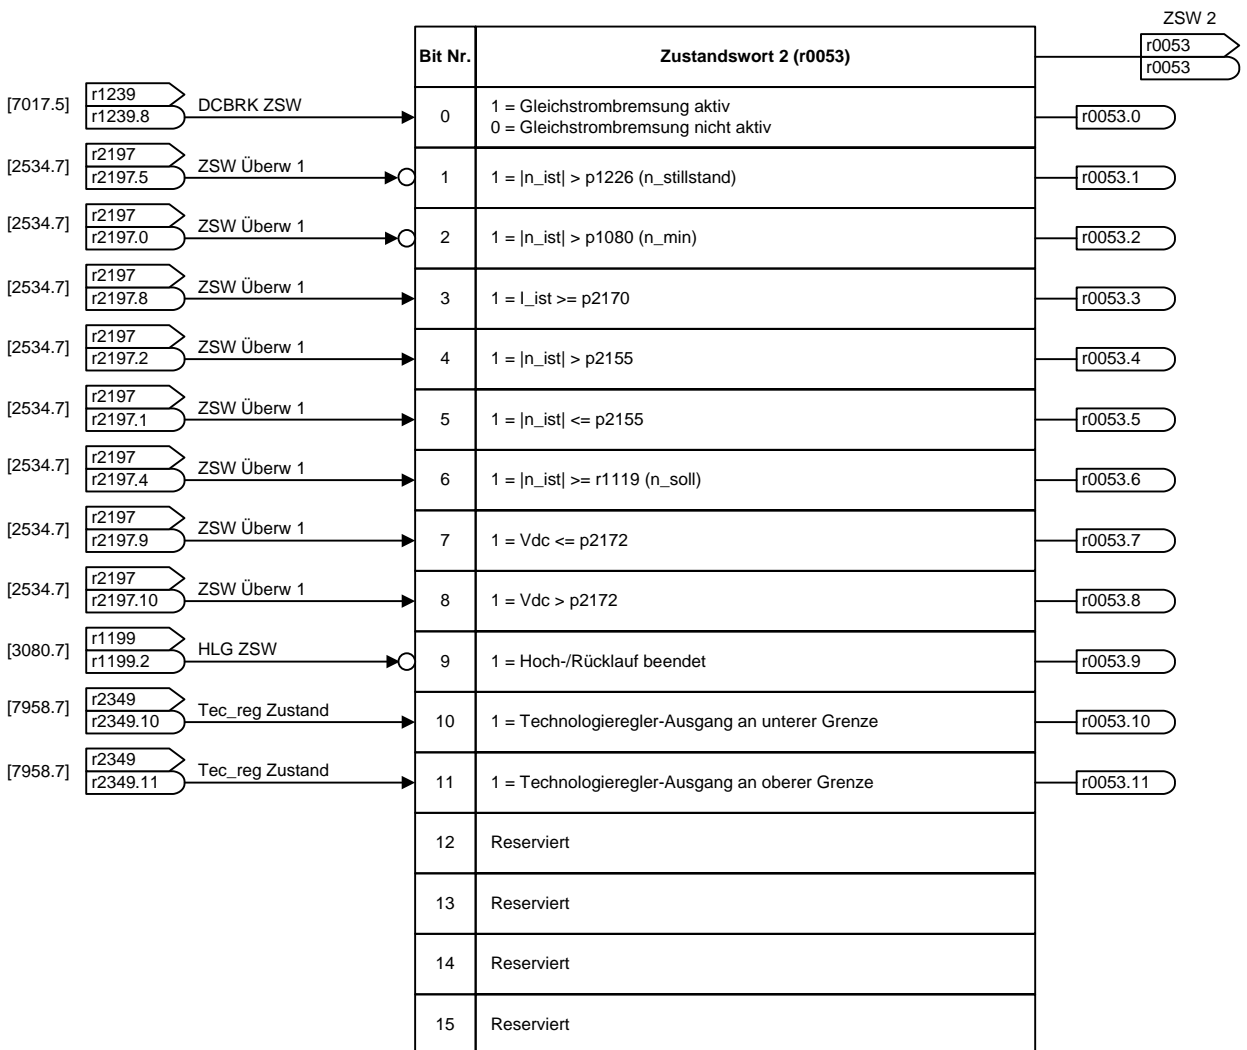 ZSW 2
Bit Nr.
Zustandswort 2 (r0053)
r0053
r0053
[7017.5]
r1239
r1239.8
DCBRK ZSW
0
1 = Gleichstrombremsung aktiv
0 = Gleichstrombremsung nicht aktiv
r0053.0
[2534.7]
r2197
r2197.5
ZSW Überw 1
1
1 = |n_ist| > p1226 (n_stillstand)
r0053.1
[2534.7]
r2197
r2197.0
ZSW Überw 1
2
1 = |n_ist| > p1080 (n_min)
r0053.2
[2534.7]
r2197
r2197.8
ZSW Überw 1
3
1 = I_ist >= p2170
r0053.3
[2534.7]
r2197
r2197.2
ZSW Überw 1
4
1 = |n_ist| > p2155
r0053.4
[2534.7]
r2197
r2197.1
ZSW Überw 1
5
1 = |n_ist| <= p2155
r0053.5
[2534.7]
r2197
r2197.4
ZSW Überw 1
6
1 = |n_ist| >= r1119 (n_soll)
r0053.6
[2534.7]
r2197
r2197.9
ZSW Überw 1
7
1 = Vdc <= p2172
r0053.7
[2534.7]
r2197
r2197.10
ZSW Überw 1
8
1 = Vdc > p2172
r0053.8
[3080.7]
r1199
r1199.2
HLG ZSW
9
1 = Hoch-/Rücklauf beendet
r0053.9
[7958.7]
r2349
r2349.10
Tec_reg Zustand
10
1 = Technologieregler-Ausgang an unterer Grenze
r0053.10
[7958.7]
r2349
r2349.11
Tec_reg Zustand
11
1 = Technologieregler-Ausgang an oberer Grenze
r0053.11
12
Reserviert
13
Reserviert
14
Reserviert
15
Reserviert